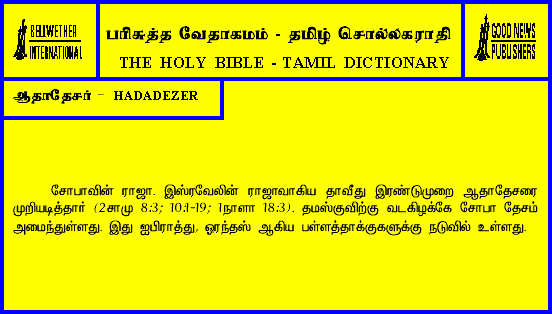 BELLWETHER
INTERNATIONAL
பரிசுத்த வேதாகமம் - தமிழ் சொல்லகராதி
THE HOLY BIBLE - TAMIL DICTIONARY
GOOD NEWS
PUBLISHERS
ஆதாதேசர் - HADADEZER
சோபாவின் ராஜா. இஸ்ரவேலின் ராஜாவாகிய தாவீது இரண்டுமுறை ஆதாதேசரை
முறியடித்தார் (2சாமு 8:3; 10:1-19; 1நாளா 18:3). தமஸ்குவிற்கு வடகிழக்கே சோபா தேசம்
அமைந்துள்ளது. இது ஐபிராத்து, ஓரந்தஸ் ஆகிய பள்ளத்தாக்குகளுக்கு நடுவில் உள்ளது.